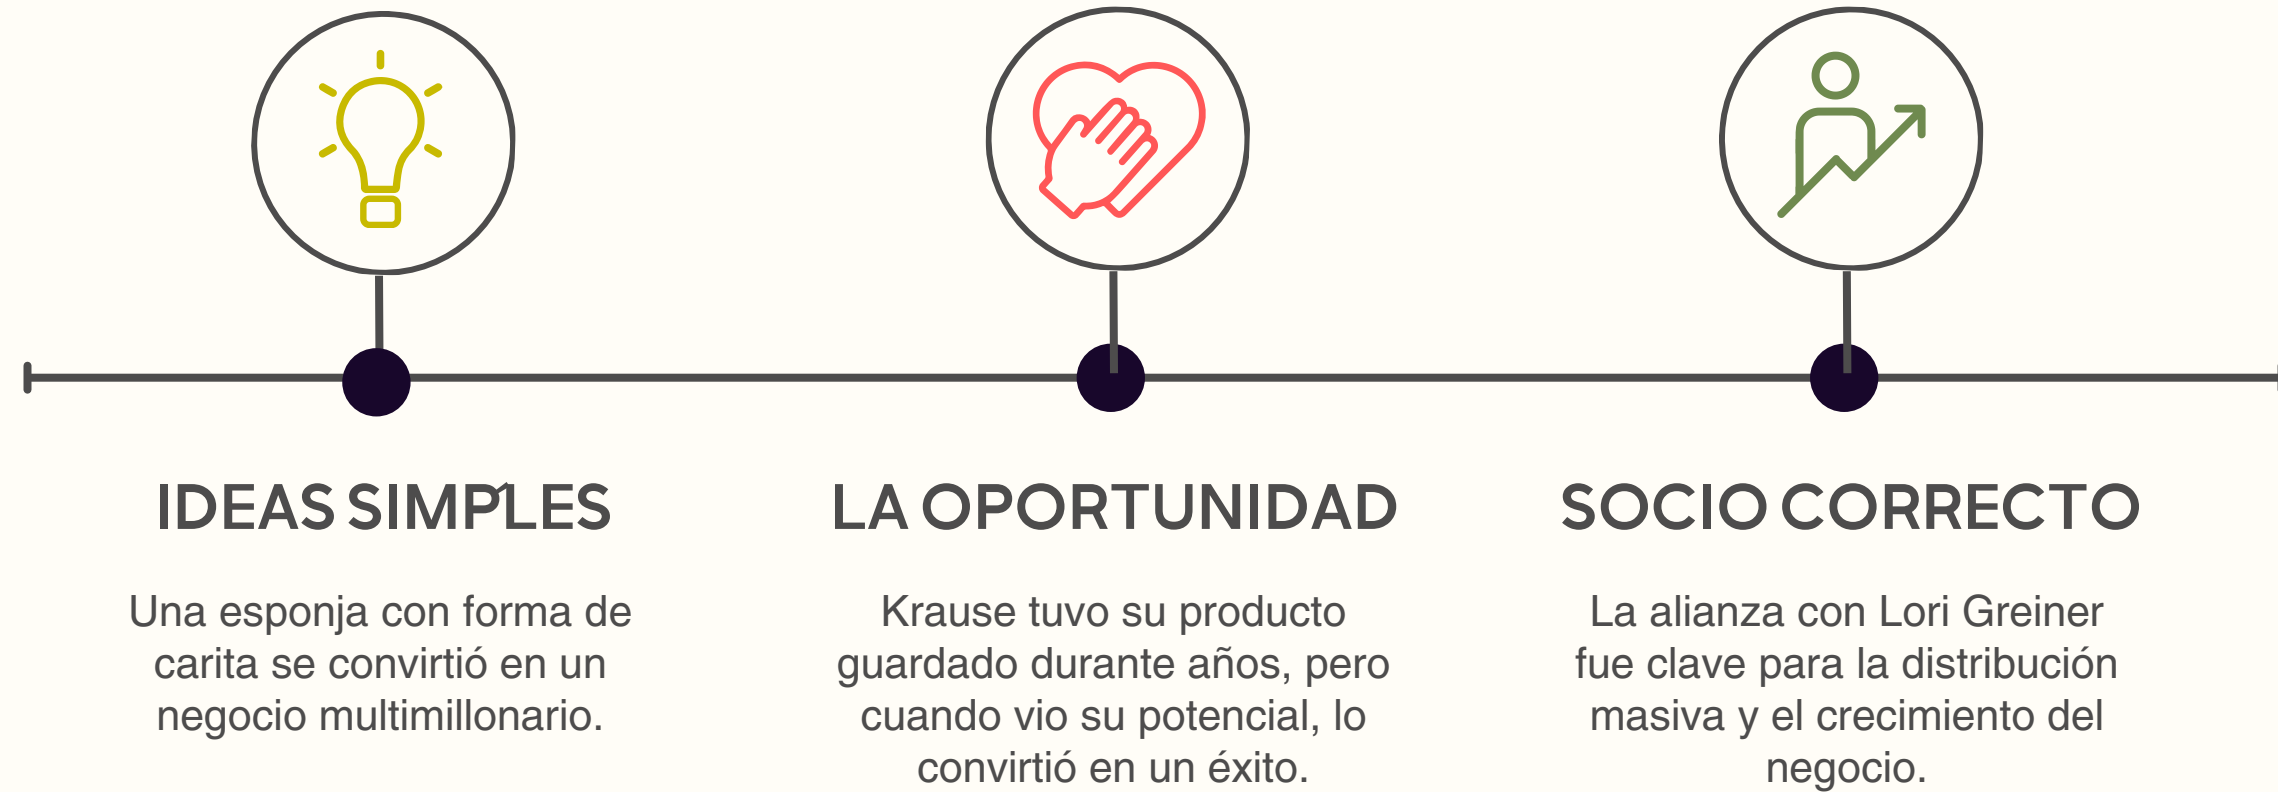 IDEAS SIMPLES
Una esponja con forma de
carita se convirtió en un
negocio multimillonario.
LA OPORTUNIDAD
Krause tuvo su producto
guardado durante años, pero
cuando vio su potencial, lo
convirtió en un éxito.
SOCIO CORRECTO
La alianza con Lori Greiner
fue clave para la distribución
masiva y el crecimiento del
negocio.